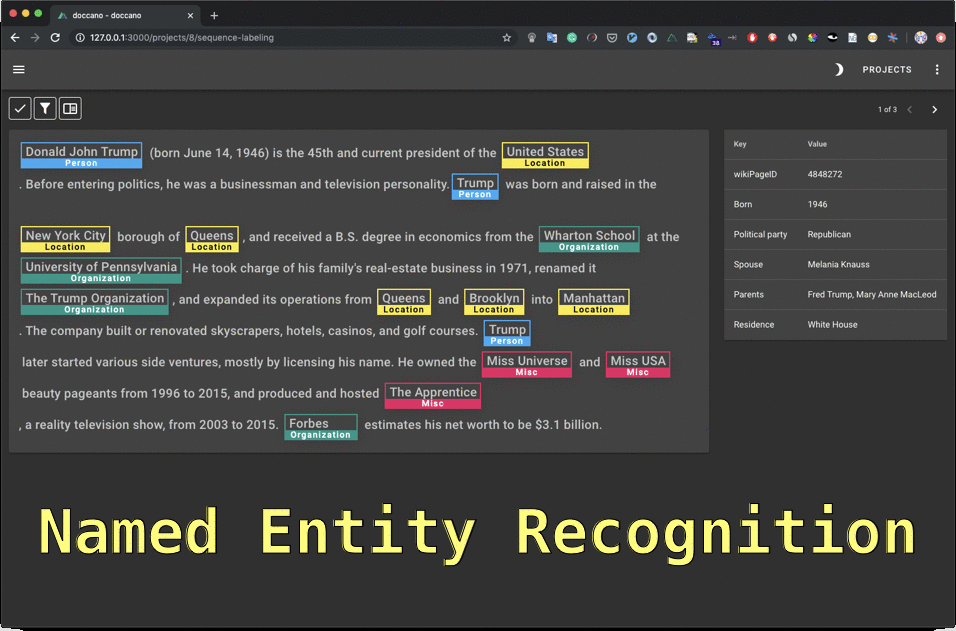 doccano - doccano
127.0.0.1:3000/projects/8/sequence-labeling
38
PROJECTS
1 of 3
Donald John Trump (born June 14, 1946) is the 45th and current president of the United States
Person Location
. Before entering politics, he was a businessman and television personality. Trump was born and raised in the
Person
New York City borough of Queens , and received a B.S. degree in economics from the Wharton School at the
Location Location Organization
University of Pennsylvania . He took charge of his family's real-estate business in 1971, renamed it
Organization
The Trump Organization , and expanded its operations from Queens and Brooklyn into Manhattan
Organization Location Location Location
. The company built or renovated skyscrapers, hotels, casinos, and golf courses. Trump
Person
later started various side ventures, mostly by licensing his name. He owned the Miss Universe and Miss USA
Misc Misc
beauty pageants from 1996 to 2015, and produced and hosted The Apprentice
Misc
, a reality television show, from 2003 to 2015. Forbes estimates his net worth to be $3.1 billion.
Organization
Key Value
wikiPageID 4848272
Born 1946
Political party Republican
Spouse Melania Knauss
Parents Fred Trump, Mary Anne MacLeod
Residence White House
Named Entity Recognition